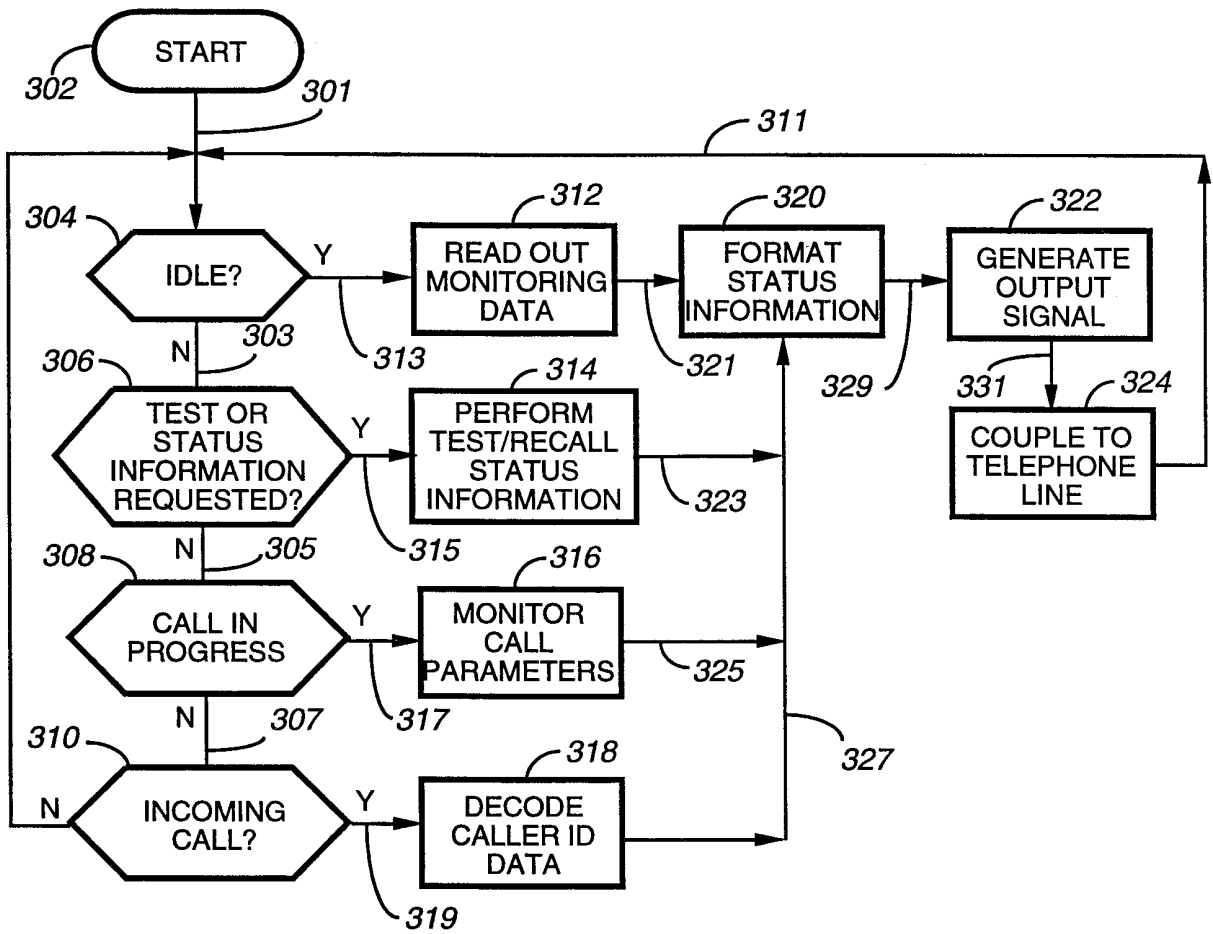 START
302
301
311
304
IDLE?
Y
313
312
READ OUT
MONITORING
DATA
321
320
FORMAT
STATUS
INFORMATION
329
322
GENERATE
OUTPUT
SIGNAL
331
324
COUPLE TO
TELEPHONE
LINE
N
303
306
TEST OR
STATUS
INFORMATION
REQUESTED?
Y
315
314
PERFORM
TEST/RECALL
STATUS
INFORMATION
323
N
305
308
CALL IN
PROGRESS
Y
317
316
MONITOR
CALL
PARAMETERS
325
327
N
307
310
N
INCOMING
CALL?
Y
319
318
DECODE
CALLER ID
DATA